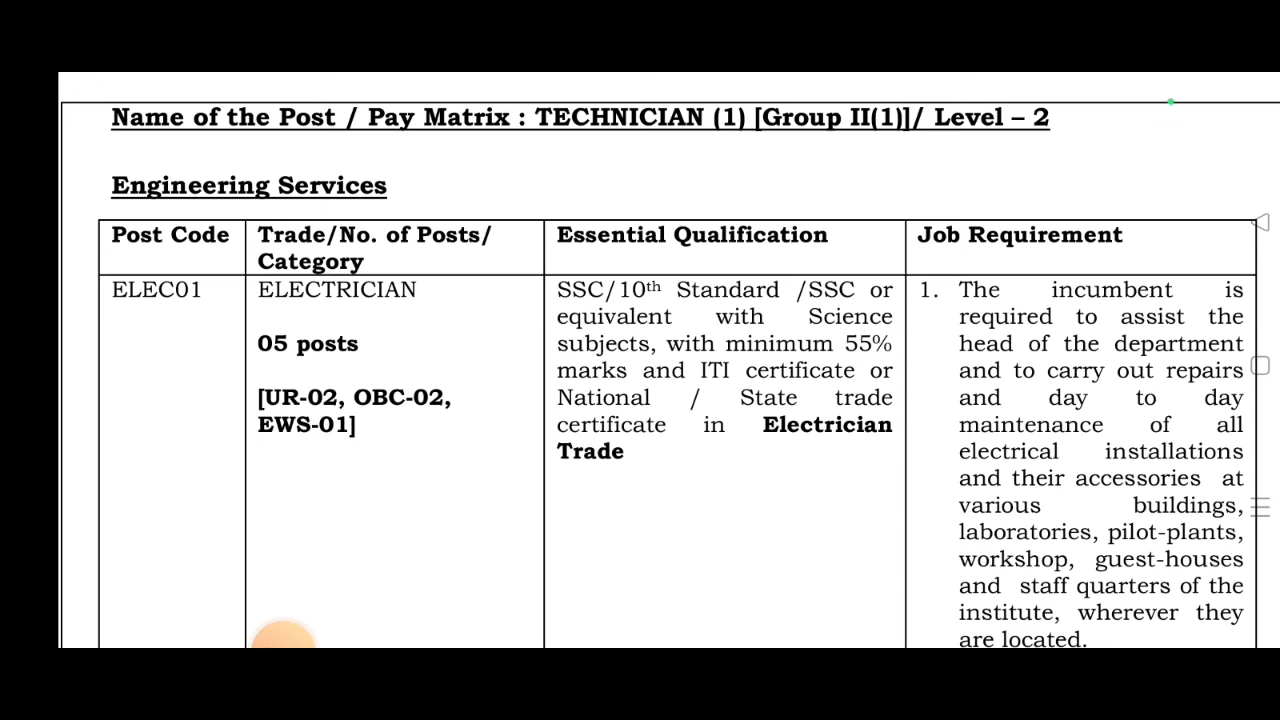 Name of the Post / Pay Matrix : TECHNICIAN (1) [Group II(1)]/ Level – 2
Engineering Services
Post Code
Trade/No. of Posts/
Category
Essential Qualification
Job Requirement
ELEC01
ELECTRICIAN
05 posts
[UR-02, OBC-02,
EWS-01]
SSC/10th Standard /SSC or
equivalent with Science
subjects, with minimum 55%
marks and ITI certificate or
National / State trade
certificate in Electrician
Trade
1. The incumbent is
required to assist the
head of the department
and to carry out repairs
and day to day
maintenance of all
electrical installations
and their accessories at
various buildings,
laboratories, pilot-plants,
workshop, guest-houses
and staff quarters of the
institute, wherever they
are located.